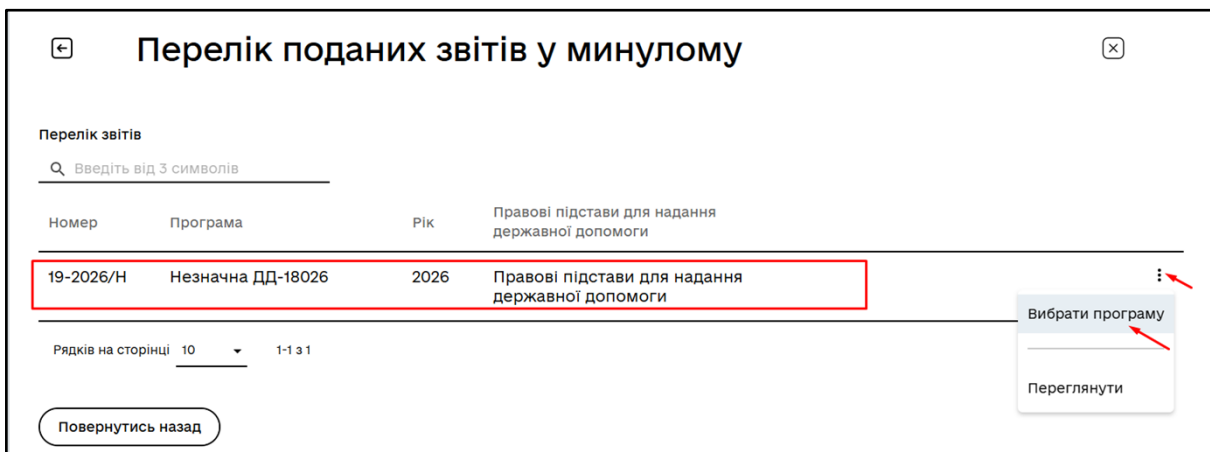 Перелік поданих звітів у минулому
Перелік звітів
Введіть від 3 символів
Номер Програма Рік Правові підстави для надання
державної допомоги
19-2026/Н Незначна ДД-18026 2026 Правові підстави для надання
державної допомоги
Вибрати програму
Рядків на сторінці 10 1-1 з 1
Переглянути
Повернутись назад